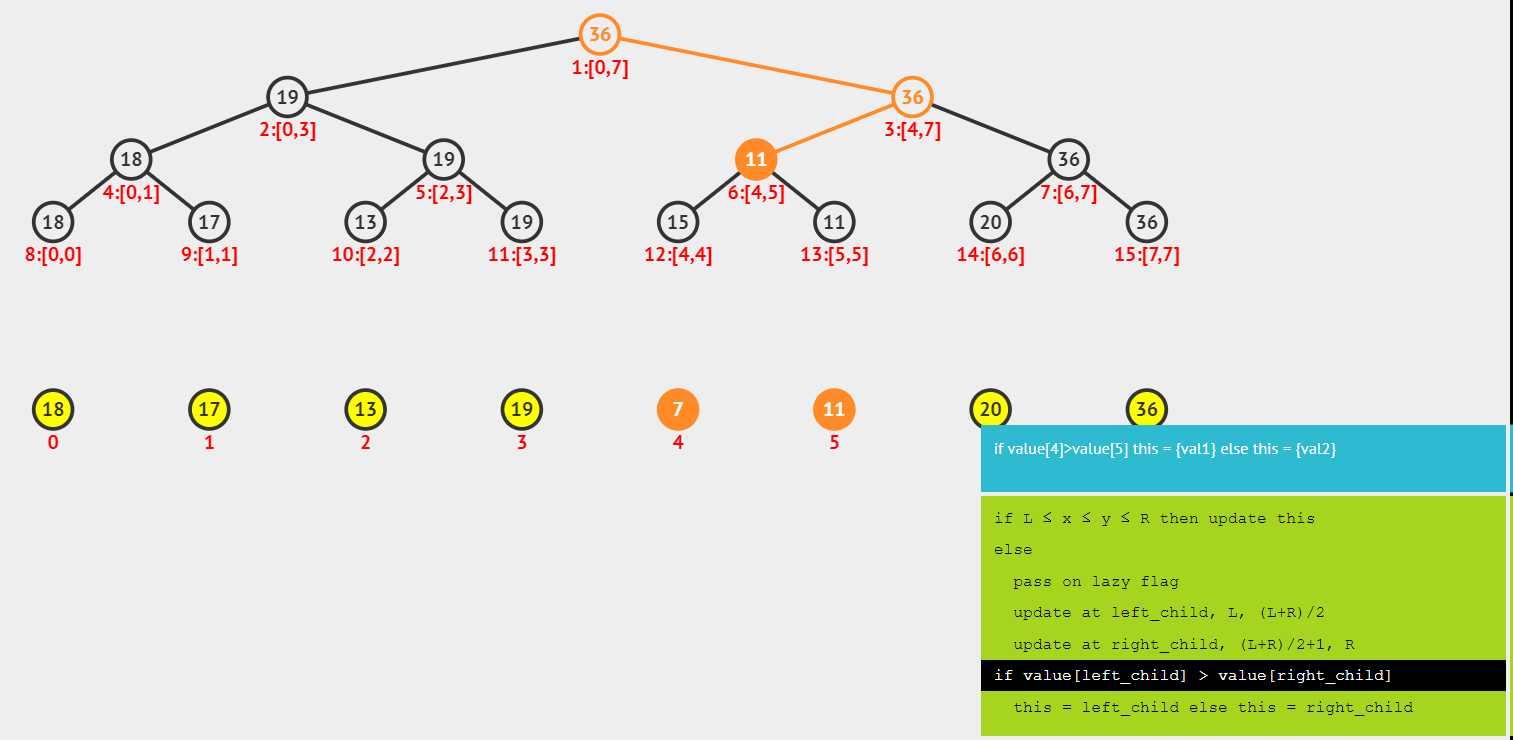 36
1:[0,7]
19 36
2:[0,3] 3:[4,7]
18 19 11 36
4:[0,1] 5:[2,3] 6:[4,5] 7:[6,7]
18 17 13 19 15 11 20 36
8:[0,0] 9:[1,1] 10:[2,2] 11:[3,3] 12:[4,4] 13:[5,5] 14:[6,6] 15:[7,7]
18 17 13 19 7 11 20 36
0 1 2 3 4 5
if value[4]>value[5] this = {val1} else this = {val2}
if L ≤ x ≤ y ≤ R then update this
else
pass on lazy flag
update at left_child, L, (L+R)/2
update at right_child, (L+R)/2+1, R
if value[left_child] > value[right_child]
this = left_child else this = right_child